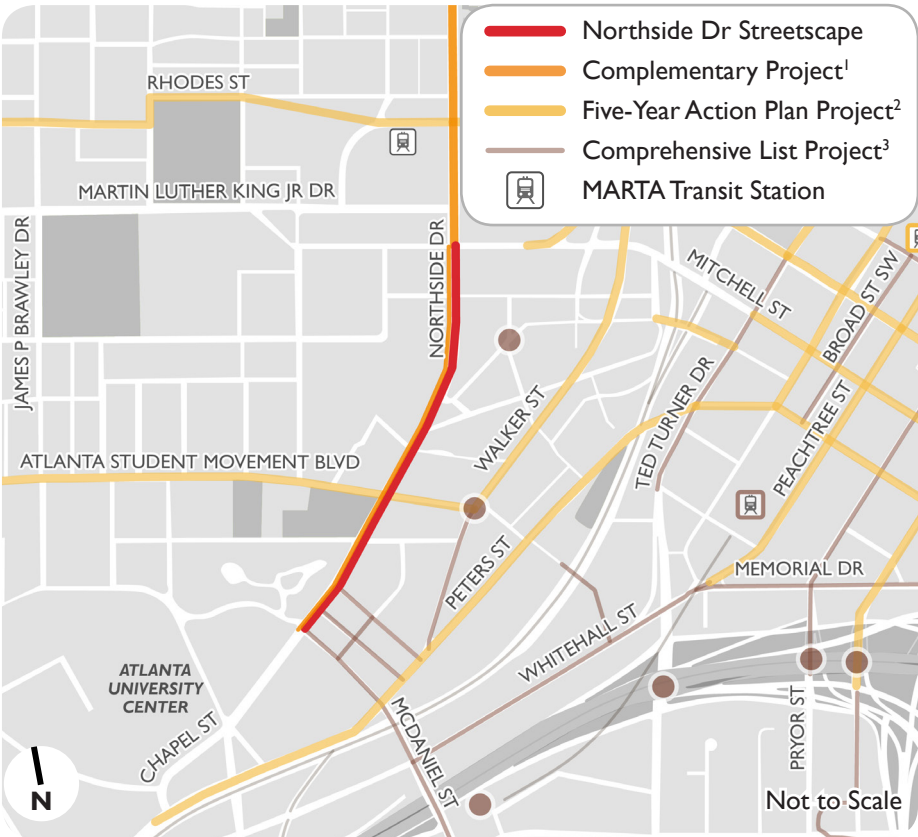 Northside Dr Streetscape
Complementary Project¹
Five-Year Action Plan Project²
Comprehensive List Project³
MARTA Transit Station
RHODES ST
MARTIN LUTHER KING JR DR
JAMES P BRAWLEY DR
NORTHSIDE DR
MITCHELL ST
BROAD ST SW
TED TURNER DR
PEACHTREE ST
WALKER ST
ATLANTA STUDENT MOVEMENT BLVD
PETERS ST
MEMORIAL DR
WHITEHALL ST
ATLANTA
UNIVERSITY
CENTER
CHAPEL ST
MCDANIEL ST
PRYOR ST
N
Not to Scale